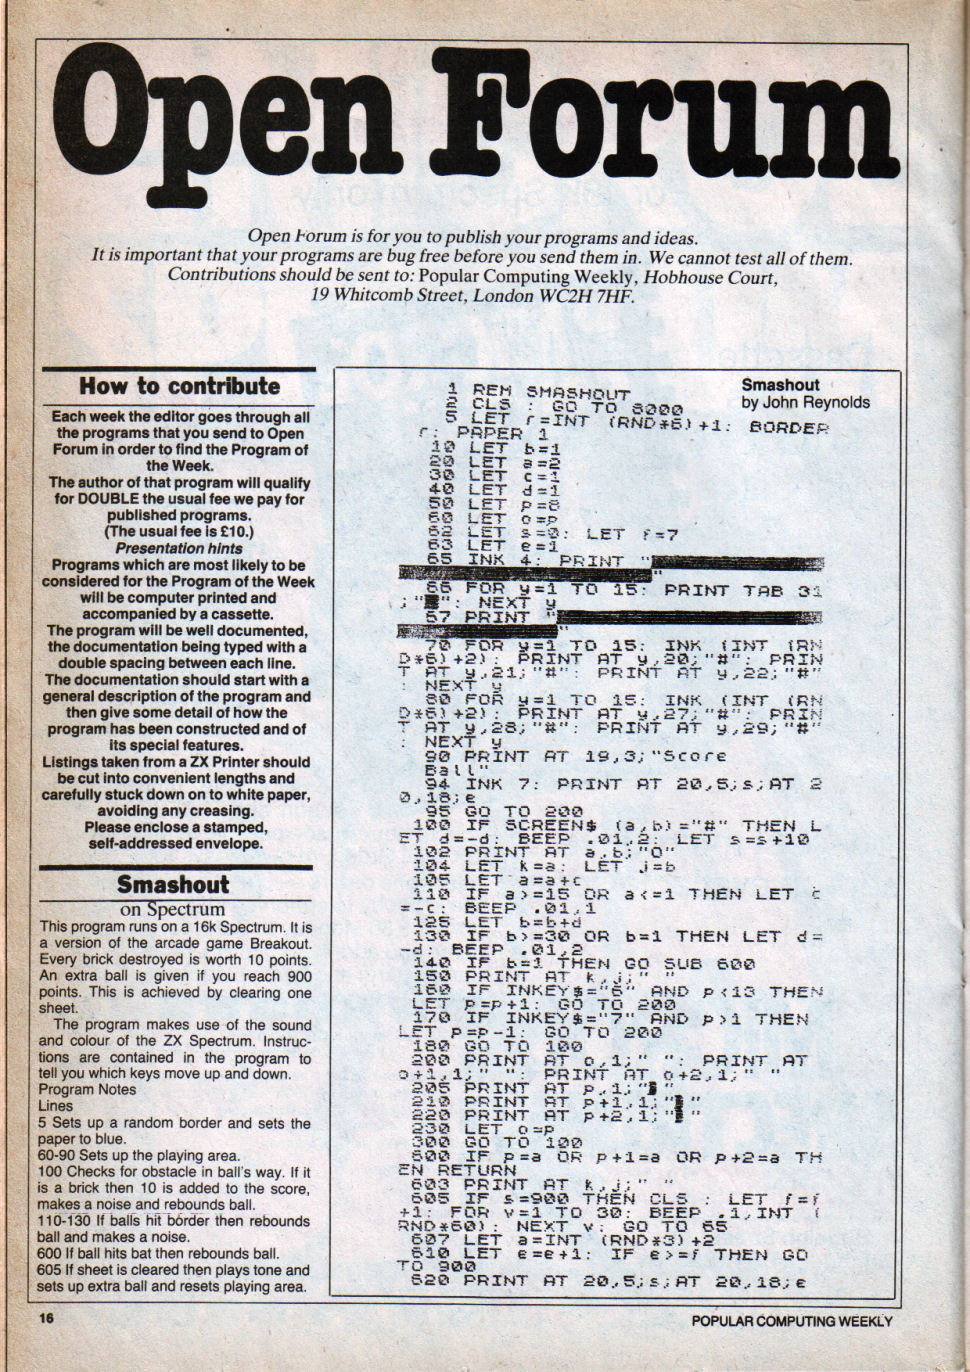 Open Forum
Open Forum is for you to publish your programs and ideas.
It is important that your programs are bug free before you send them in. We cannot test all of them.
Contributions should be sent to: Popular Computing Weekly, Hobhouse Court,
19 Whitcomb Street, London WC2H 7HF.
How to contribute
Each week the editor goes through all
the programs that you send to Open
Forum in order to find the Program of
the Week.
The author of that program will qualify
for DOUBLE the usual fee we pay for
published programs.
(The usual fee is £10.)
Presentation hints
Programs which are most likely to be
considered for the Program of the Week
will be computer printed and
accompanied by a cassette.
The program will be well documented,
the documentation being typed with a
double spacing between each line.
The documentation should start with a
general description of the program and
then give some detail of how the
program has been constructed and of
its special features.
Listings taken from a ZX Printer should
be cut into convenient lengths and
carefully stuck down on to white paper,
avoiding any creasing.
Please enclose a stamped,
self-addressed envelope.
Smashout
on Spectrum
This program runs on a 16k Spectrum. It is
a version of the arcade game Breakout.
Every brick destroyed is worth 10 points.
An extra ball is given if you reach 900
points. This is achieved by clearing one
sheet.
The program makes use of the sound
and colour of the ZX Spectrum. Instruc-
tions are contained in the program to
tell you which keys move up and down.
Program Notes
Lines
5 Sets up a random border and sets the
paper to blue.
60-90 Sets up the playing area.
100 Checks for obstacle in ball's way. If it
is a brick then 10 is added to the score,
makes a noise and rebounds ball.
110-130 If balls hit border then rebounds
ball and makes a noise.
600 If ball hits bat then rebounds ball.
605 If sheet is cleared then plays tone and
sets up extra ball and resets playing area.
Smashout
by John Reynolds
1 REM SMASHOUT
2 CLS : GO TO 8000
5 LET r=INT (RND*6)+1: BORDER
r: PAPER 1
10 LET b=1
20 LET a=2
30 LET c=1
40 LET d=1
50 LET p=8
60 LET o=p
62 LET s=0: LET f=7
63 LET e=1
65 INK 4: PRINT "
"
66 FOR y=1 TO 15: PRINT TAB 31
;" ": NEXT y
67 PRINT "
"
70 FOR y=1 TO 15: INK (INT (RN
D*6)+2): PRINT AT y,20;"#": PRIN
T AT y,21;"#": PRINT AT y,22;"#"
: NEXT y
80 FOR y=1 TO 15: INK (INT (RN
D*6)+2): PRINT AT y,27;"#": PRIN
T AT y,28;"#": PRINT AT y,29;"#"
: NEXT y
90 PRINT AT 19,3;"Score
Ball"
94 INK 7: PRINT AT 20,5;s;AT 2
0,18;e
95 GO TO 200
100 IF SCREEN$ (a,b)="#" THEN L
ET d=-d: BEEP .01,2: LET s=s+10
102 PRINT AT a,b;"O"
104 LET k=a: LET j=b
105 LET a=a+c
110 IF a>=15 OR a<=1 THEN LET c
=-c: BEEP .01,1
125 LET b=b+d
130 IF b>=30 OR b=1 THEN LET d=
-d: BEEP .01,2
140 IF b=1 THEN GO SUB 600
150 PRINT AT k,j;" "
160 IF INKEY$="6" AND p<13 THEN
LET p=p+1: GO TO 200
170 IF INKEY$="7" AND p>1 THEN
LET p=p-1: GO TO 200
180 GO TO 100
200 PRINT AT o,1;" ": PRINT AT
o+1,1;" ": PRINT AT o+2,1;" "
205 PRINT AT p,1;" "
210 PRINT AT p+1,1;" "
220 PRINT AT p+2,1;" "
230 LET o=p
300 GO TO 100
600 IF p=a OR p+1=a OR p+2=a TH
EN RETURN
603 PRINT AT k,j;" "
605 IF s=900 THEN CLS : LET f=f
+1: FOR v=1 TO 30: BEEP .1,INT (
RND*60): NEXT v: GO TO 65
607 LET a=INT (RND*3)+2
610 LET e=e+1: IF e>=f THEN GO
TO 900
620 PRINT AT 20,5;s;AT 20,18;e
16
POPULAR COMPUTING WEEKLY